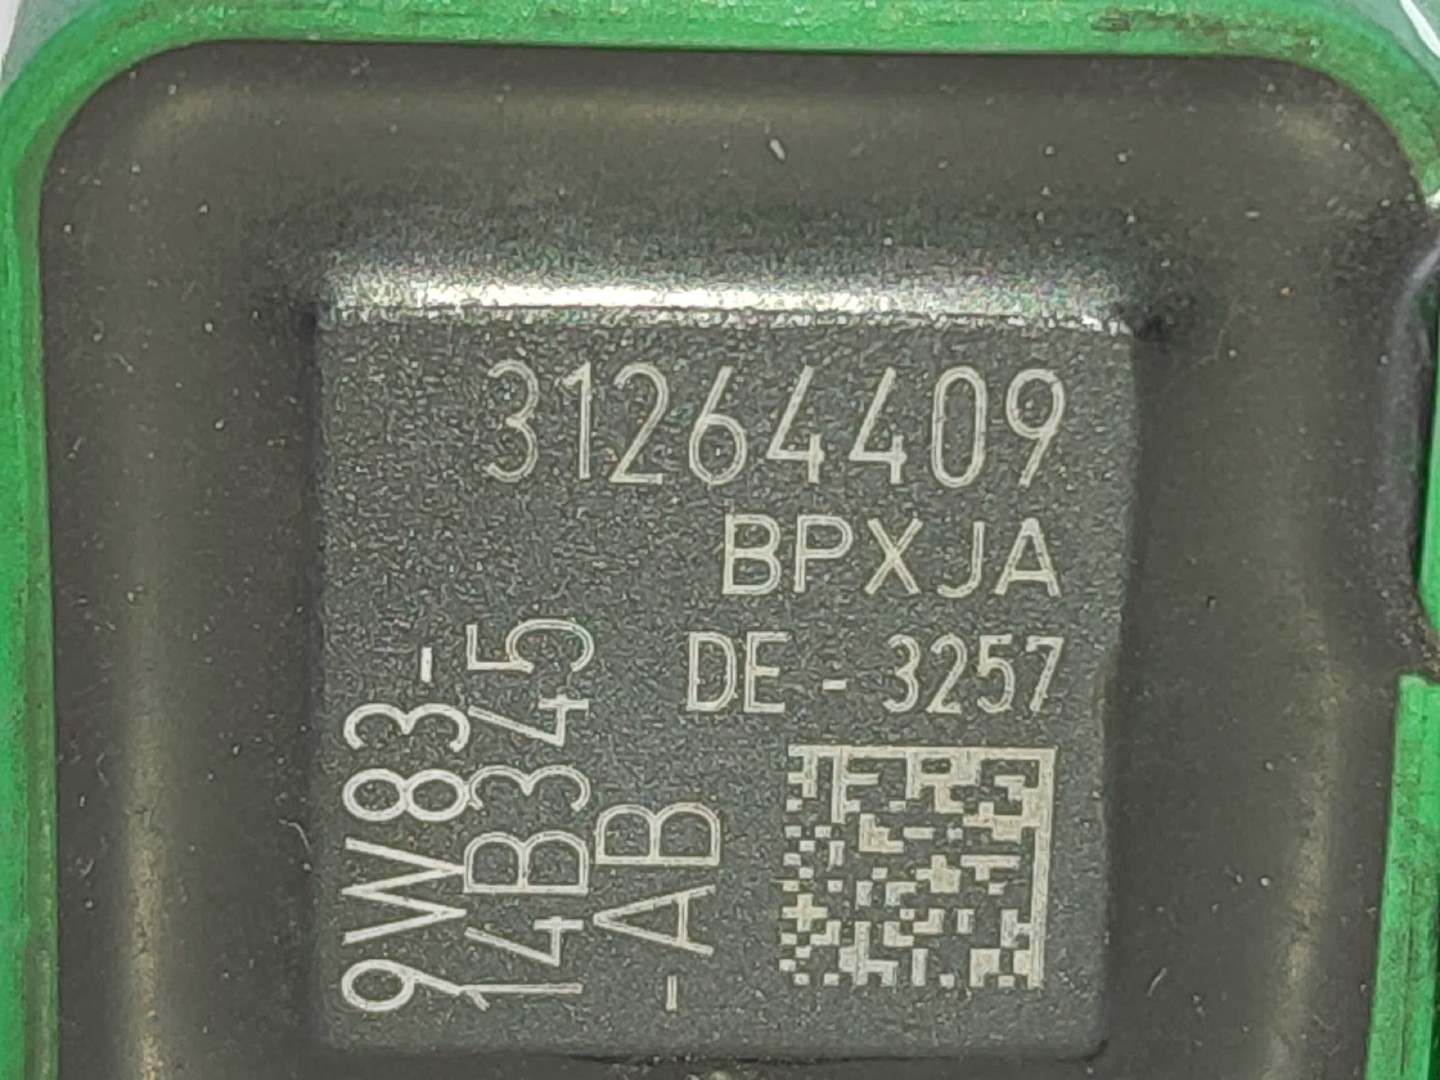 31264409
BPXJA
DE - 3257
9W83-
14B345
-AB